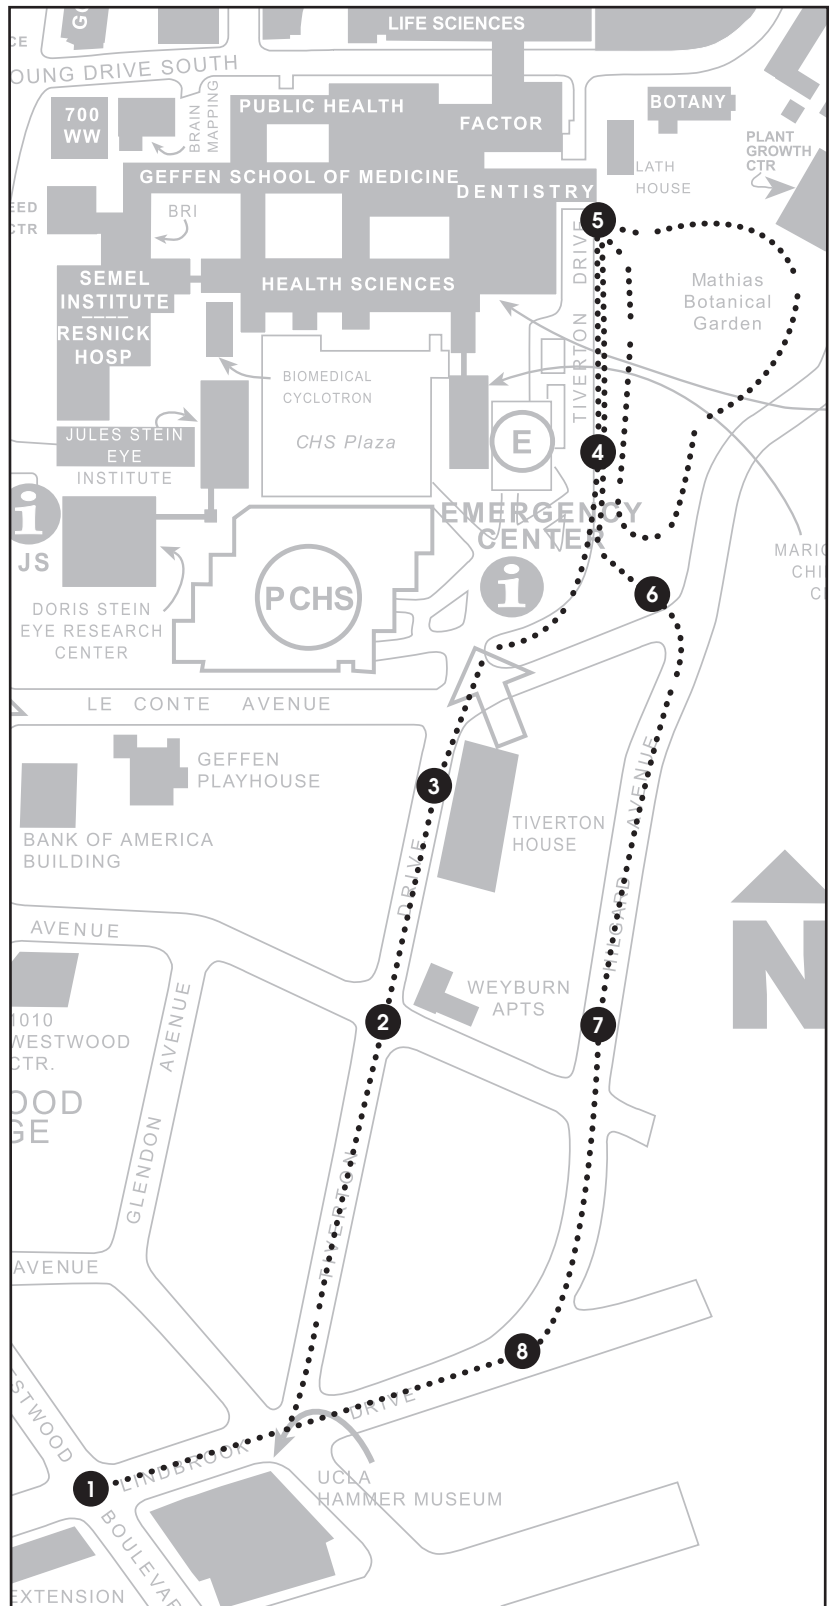 LIFE SCIENCES
OUNG DRIVE SOUTH
700
WW
BRAIN
MAPPING
PUBLIC HEALTH
FACTOR
BOTANY
PLANT
GROWTH
CTR
LATH
HOUSE
GEFFEN SCHOOL OF MEDICINE
DENTISTRY
BRI
5
TIVERTON DRIVE
SEMEL
INSTITUTE
RESNICK
HOSP
HEALTH SCIENCES
Mathias
Botanical
Garden
BIOMEDICAL
CYCLOTRON
CHS Plaza
E
4
JULES STEIN
EYE
INSTITUTE
EMERGENCY
CENTER
i
JS
P CHS
i
6
DORIS STEIN
EYE RESEARCH
CENTER
LE CONTE AVENUE
GEFFEN
PLAYHOUSE
3
BANK OF AMERICA
BUILDING
TIVERTON
HOUSE
DRIVE
HILGARD AVENUE
AVENUE
N
WEYBURN
APTS
2
7
1010
WESTWOOD
CTR.
GLENDON AVENUE
TIVERTON
AVENUE
8
LINDBROOK DRIVE
1
UCLA
HAMMER MUSEUM
EXTENSION